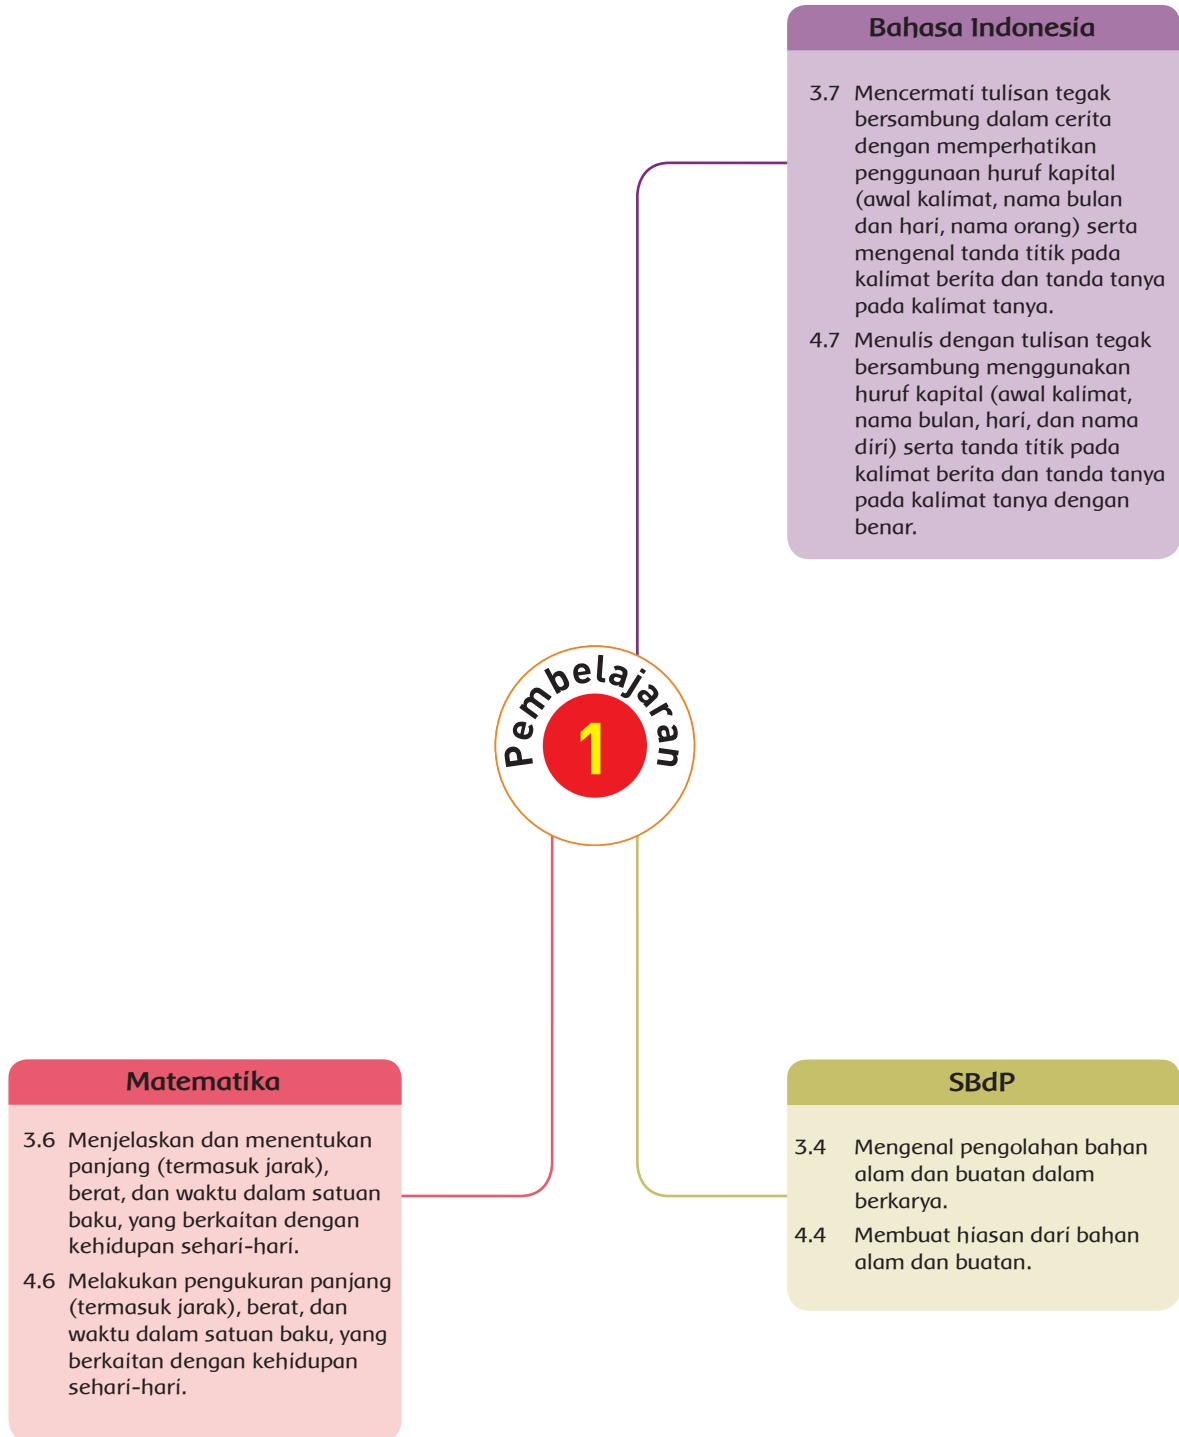 Bahasa Indonesia
3.7 Mencermati tulisan tegak
bersambung dalam cerita
dengan memperhatikan
penggunaan huruf kapital
(awal kalimat, nama bulan
dan hari, nama orang) serta
mengenal tanda titik pada
kalimat berita dan tanda tanya
pada kalimat tanya.
4.7 Menulis dengan tulisan tegak
bersambung menggunakan
huruf kapital (awal kalimat,
nama bulan, hari, dan nama
diri) serta tanda titik pada
kalimat berita dan tanda tanya
pada kalimat tanya dengan
benar.
Pembelajaran
1
Matematika
3.6 Menjelaskan dan menentukan
panjang (termasuk jarak),
berat, dan waktu dalam satuan
baku, yang berkaitan dengan
kehidupan sehari-hari.
4.6 Melakukan pengukuran panjang
(termasuk jarak), berat, dan
waktu dalam satuan baku, yang
berkaitan dengan kehidupan
sehari-hari.
SBdP
3.4 Mengenal pengolahan bahan
alam dan buatan dalam
berkarya.
4.4 Membuat hiasan dari bahan
alam dan buatan.